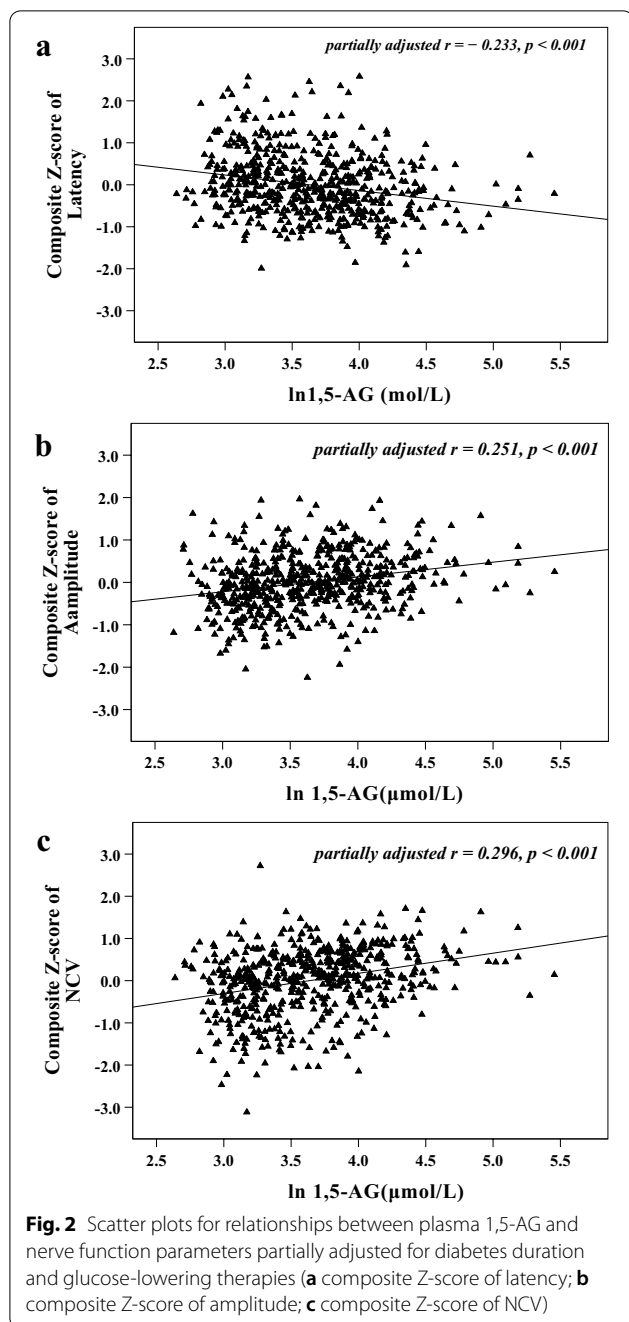 a
partially adjusted r = − 0.233, p < 0.001
Composite Z-score of
Latency
3.0
2.0
1.0
0.0
-1.0
-2.0
-3.0
2.5 3.0 3.5 4.0 4.5 5.0 5.5
ln1,5-AG (mol/L)
b
partially adjusted r = 0.251, p < 0.001
Composite Z-score of
Aamplitude
3.0
2.0
1.0
0.0
-1.0
-2.0
-3.0
2.5 3.0 3.5 4.0 4.5 5.0 5.5
ln 1,5-AG(μmol/L)
c
partially adjusted r = 0.296, p < 0.001
Composite Z-score of
NCV
3.0
2.0
1.0
0.0
-1.0
-2.0
-3.0
2.5 3.0 3.5 4.0 4.5 5.0 5.5
ln 1,5-AG(μmol/L)
Fig. 2 Scatter plots for relationships between plasma 1,5-AG and
nerve function parameters partially adjusted for diabetes duration
and glucose-lowering therapies (a composite Z-score of latency; b
composite Z-score of amplitude; c composite Z-score of NCV)